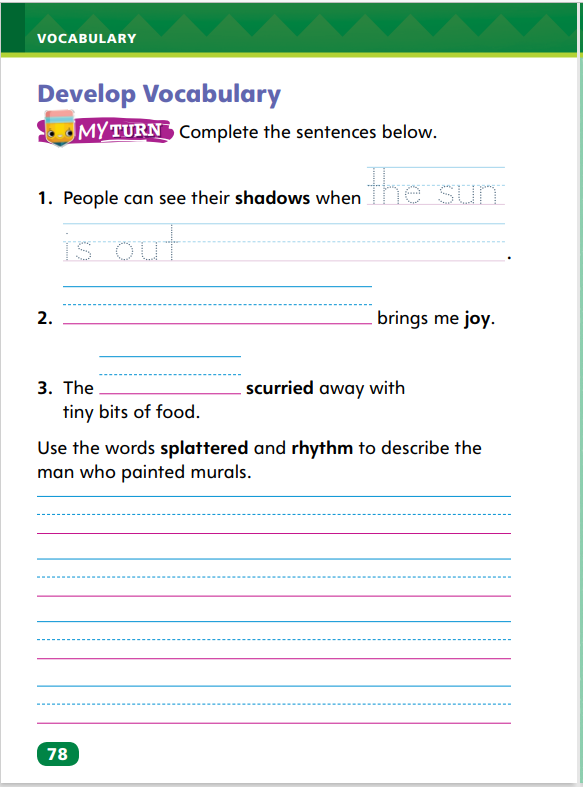 VOCABULARY
Develop Vocabulary
MY TURN Complete the sentences below.
1. People can see their shadows when the sun
is out.
2. brings me joy.
3. The scurried away with
tiny bits of food.
Use the words splattered and rhythm to describe the
man who painted murals.
78